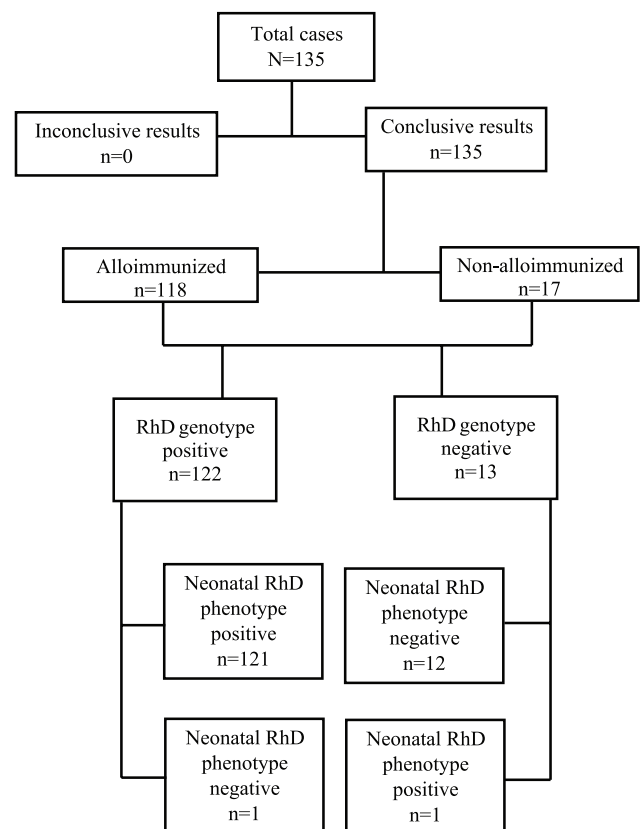 Total cases
N=135
Inconclusive results
n=0
Conclusive results
n=135
Alloimmunized
n=118
Non-alloimmunized
n=17
RhD genotype
positive
n=122
RhD genotype
negative
n=13
Neonatal RhD
phenotype
positive
n=121
Neonatal RhD
phenotype
negative
n=12
Neonatal RhD
phenotype
negative
n=1
Neonatal RhD
phenotype
positive
n=1